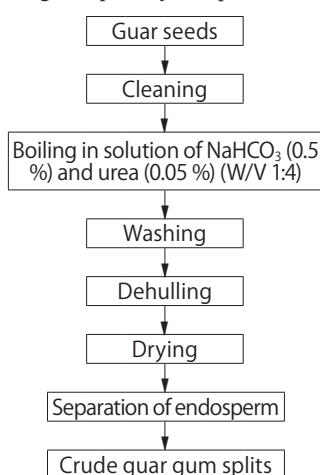 Guar seeds
Cleaning
Boiling in solution of NaHCO₃ (0.5
%) and urea (0.05 %) (W/V 1:4)
Washing
Dehulling
Drying
Separation of endosperm
Crude guar gum splits